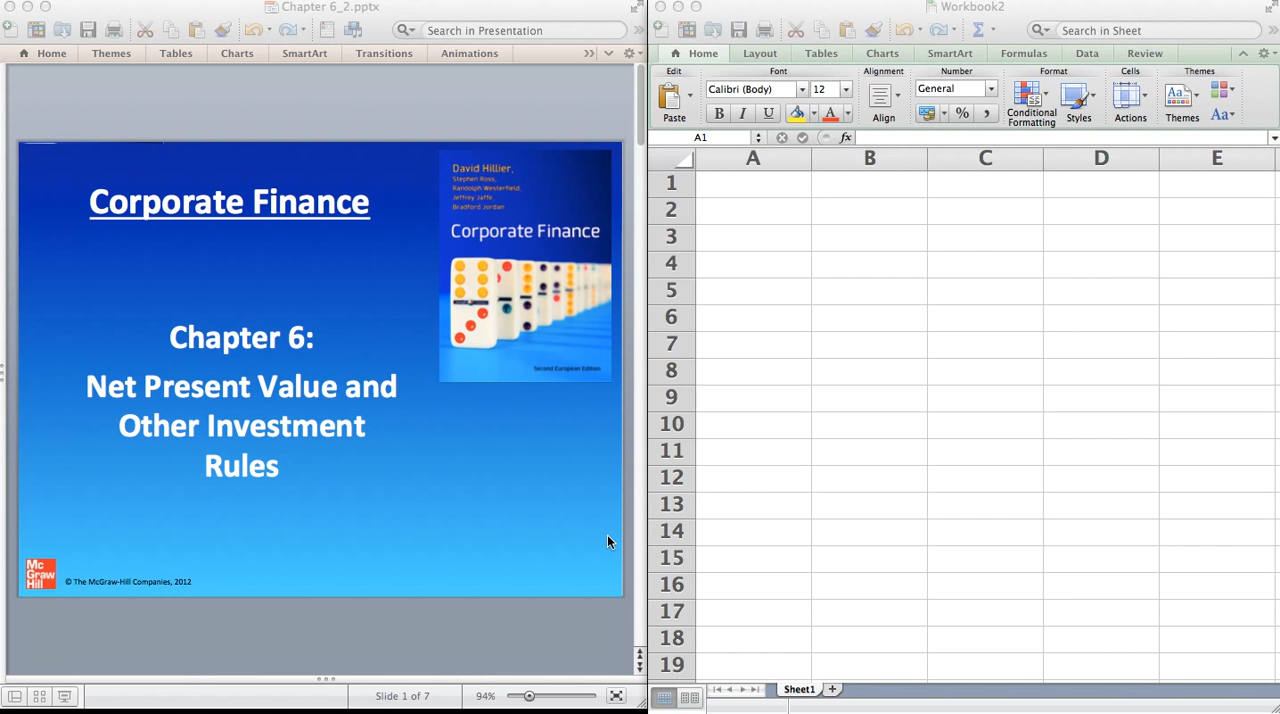 Chapter 6_2.pptx
Search in Presentation
Home Themes Tables Charts SmartArt Transitions Animations
Corporate Finance
Chapter 6:
Net Present Value and
Other Investment
Rules
David Hillier,
Stephen Ross,
Randolph Westerfield,
Jeffrey Jaffe,
Bradford Jordan
Corporate Finance
Second European Edition
Mc
Graw
Hill
© The McGraw-Hill Companies, 2012
Slide 1 of 7 94%
Workbook2
Search in Sheet
Home Layout Tables Charts SmartArt Formulas Data Review
Edit Font Alignment Number Format Cells Themes
Calibri (Body) 12 General
Paste B I U Align % Conditional
Formatting Styles Actions Themes Aa
A1 fx
A B C D E
1
2
3
4
5
6
7
8
9
10
11
12
13
14
15
16
17
18
19
Sheet1